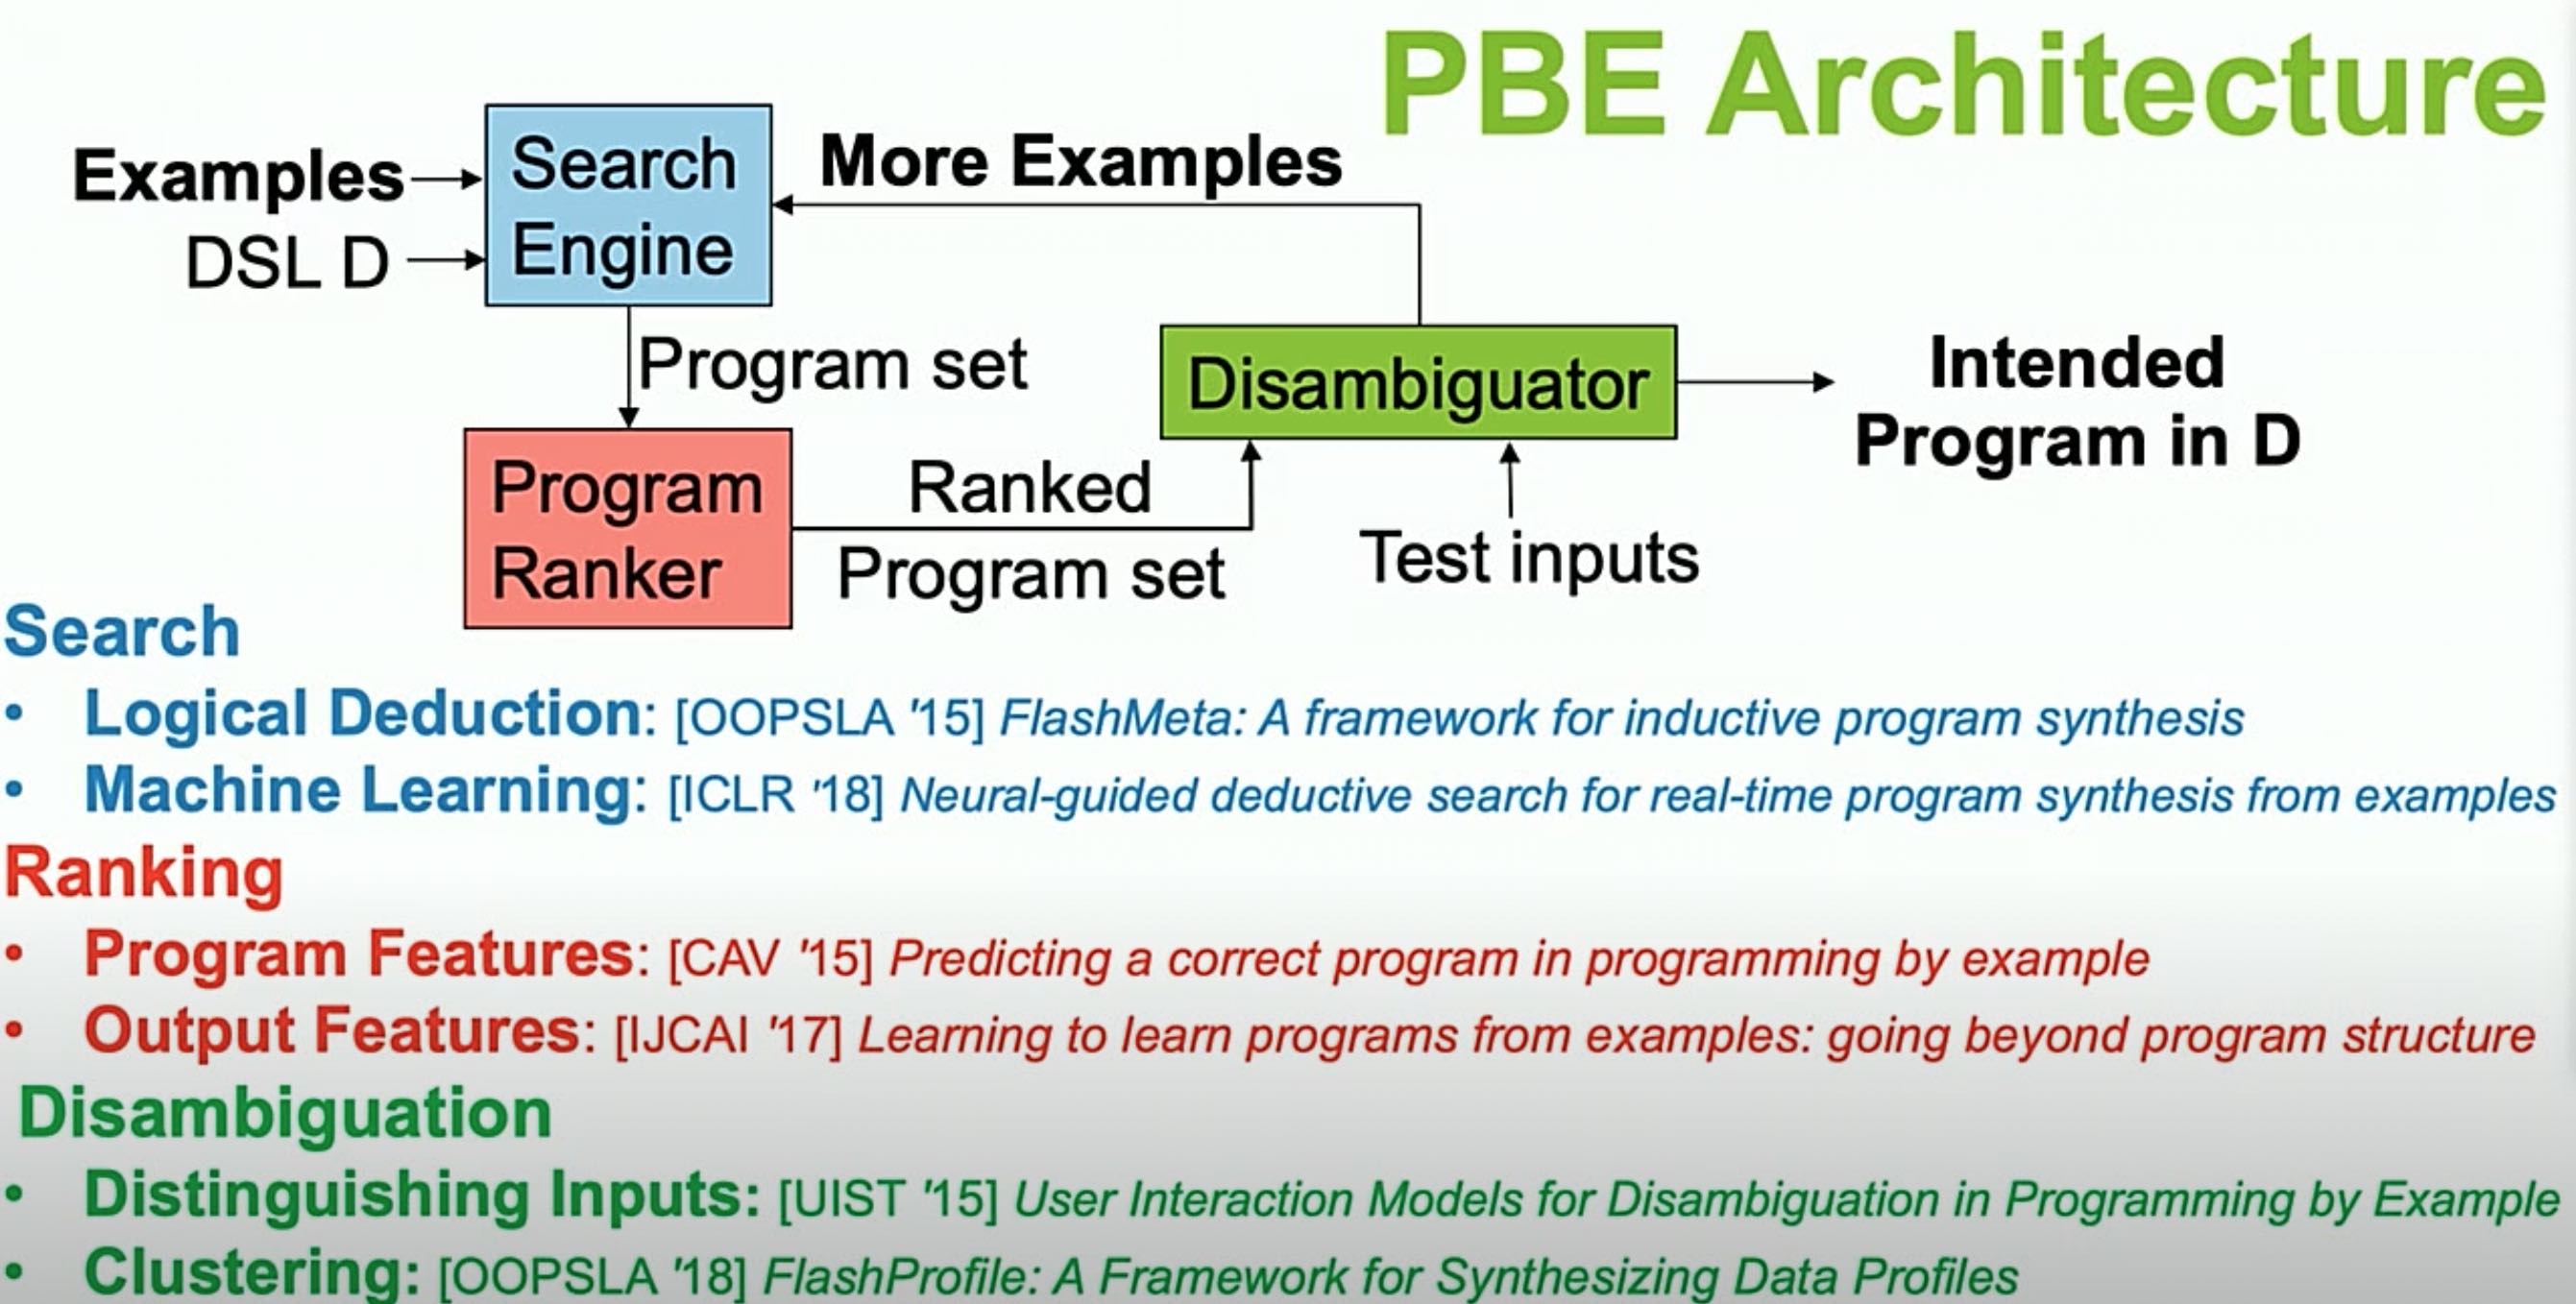 PBE Architecture
Examples
DSL D
Search
Engine
More Examples
Program set
Disambiguator
Intended
Program in D
Program
Ranker
Ranked
Program set
Test inputs
Search
• Logical Deduction: [OOPSLA '15] FlashMeta: A framework for inductive program synthesis
• Machine Learning: [ICLR '18] Neural-guided deductive search for real-time program synthesis from examples
Ranking
• Program Features: [CAV '15] Predicting a correct program in programming by example
• Output Features: [IJCAI '17] Learning to learn programs from examples: going beyond program structure
Disambiguation
• Distinguishing Inputs: [UIST '15] User Interaction Models for Disambiguation in Programming by Example
• Clustering: [OOPSLA '18] FlashProfile: A Framework for Synthesizing Data Profiles